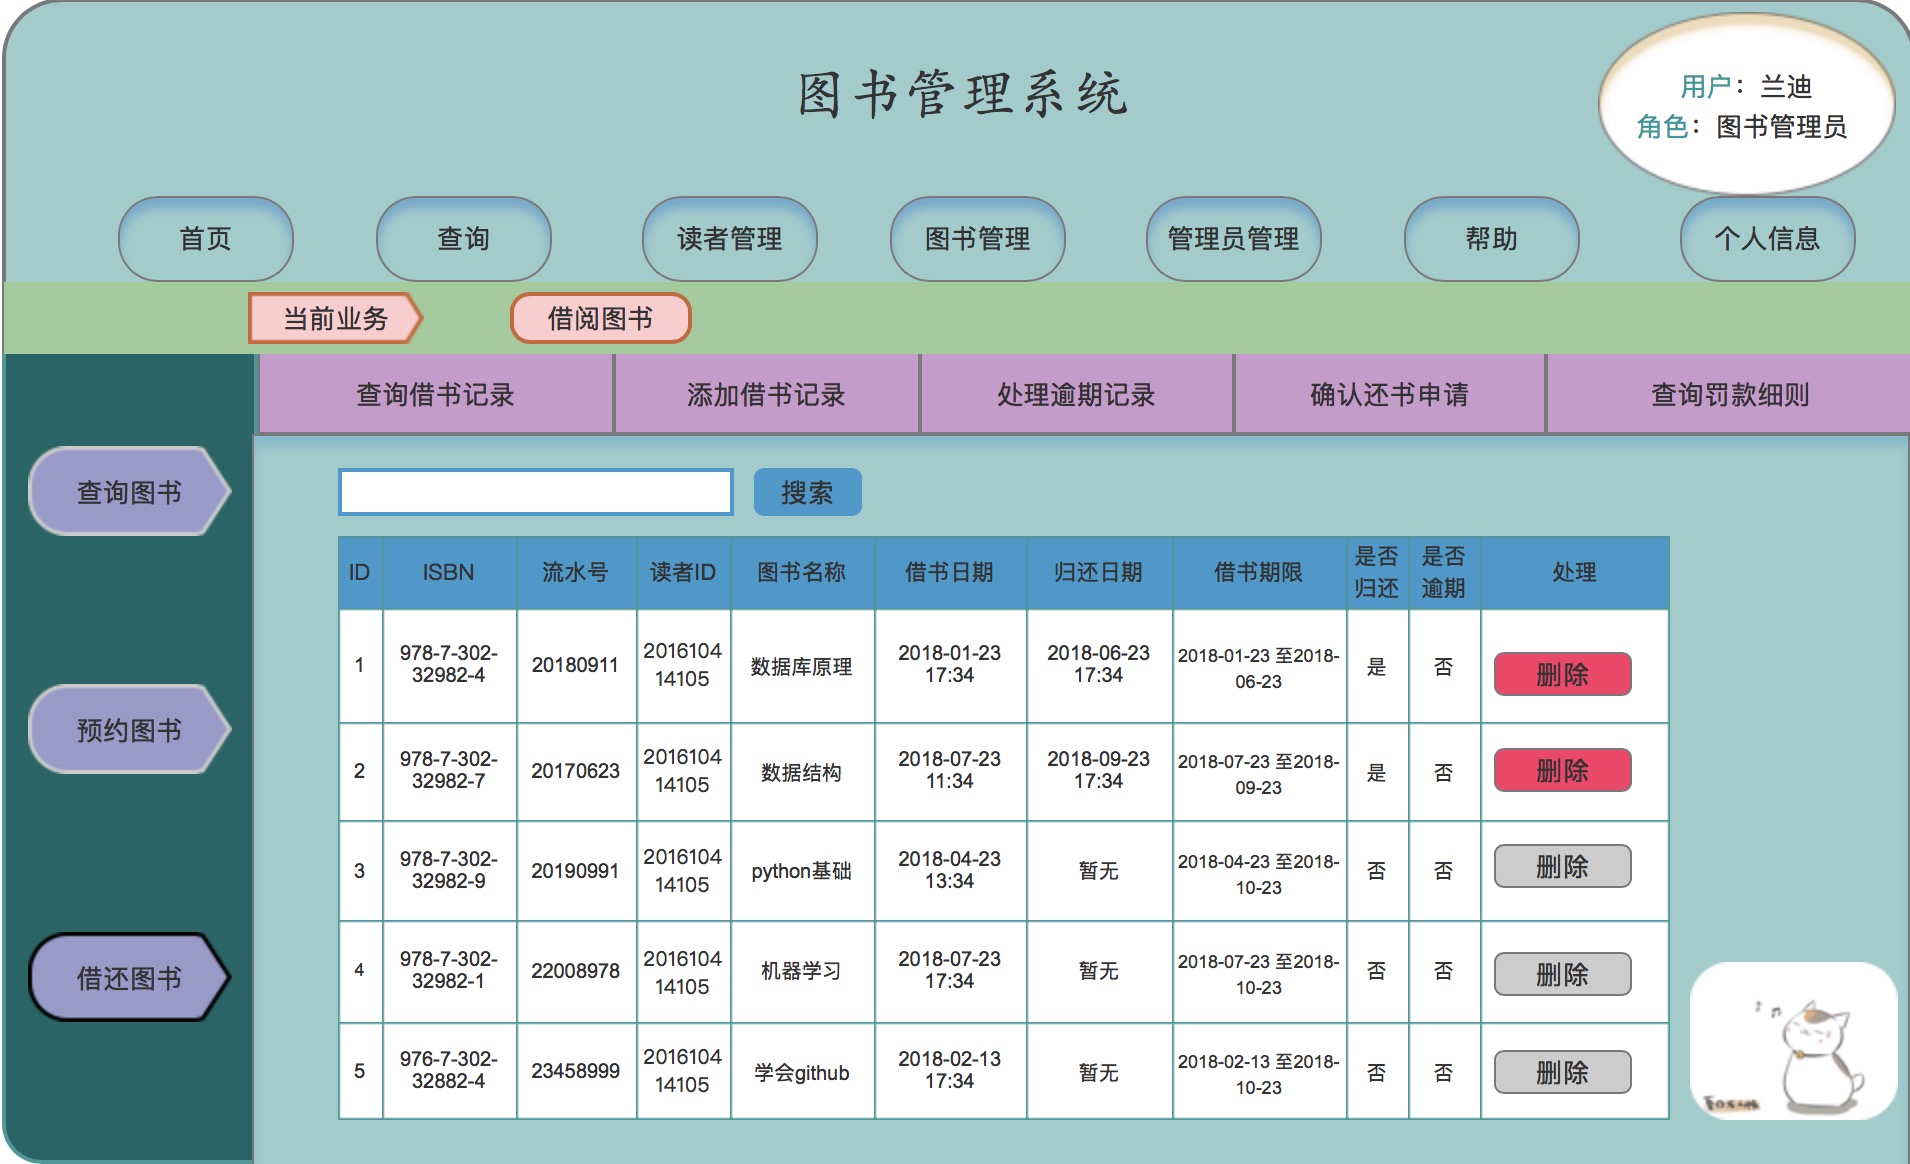 图书管理系统
用户：兰迪
角色：图书管理员
首页
查询
读者管理
图书管理
管理员管理
帮助
个人信息
当前业务
借阅图书
查询借书记录
添加借书记录
处理逾期记录
确认还书申请
查询罚款细则
查询图书
预约图书
借还图书
搜索
ID
ISBN
流水号
读者ID
图书名称
借书日期
归还日期
借书期限
是否
归还
是否
逾期
处理
1
978-7-302-
32982-4
20180911
2016104
14105
数据库原理
2018-01-23
17:34
2018-06-23
17:34
2018-01-23 至2018-
06-23
是
否
删除
2
978-7-302-
32982-7
20170623
2016104
14105
数据结构
2018-07-23
11:34
2018-09-23
17:34
2018-07-23 至2018-
09-23
是
否
删除
3
978-7-302-
32982-9
20190991
2016104
14105
python基础
2018-04-23
13:34
暂无
2018-04-23 至2018-
10-23
否
否
删除
4
978-7-302-
32982-1
22008978
2016104
14105
机器学习
2018-07-23
17:34
暂无
2018-07-23 至2018-
10-23
否
否
删除
5
976-7-302-
32882-4
23458999
2016104
14105
学会github
2018-02-13
17:34
暂无
2018-02-13 至2018-
10-23
否
否
删除